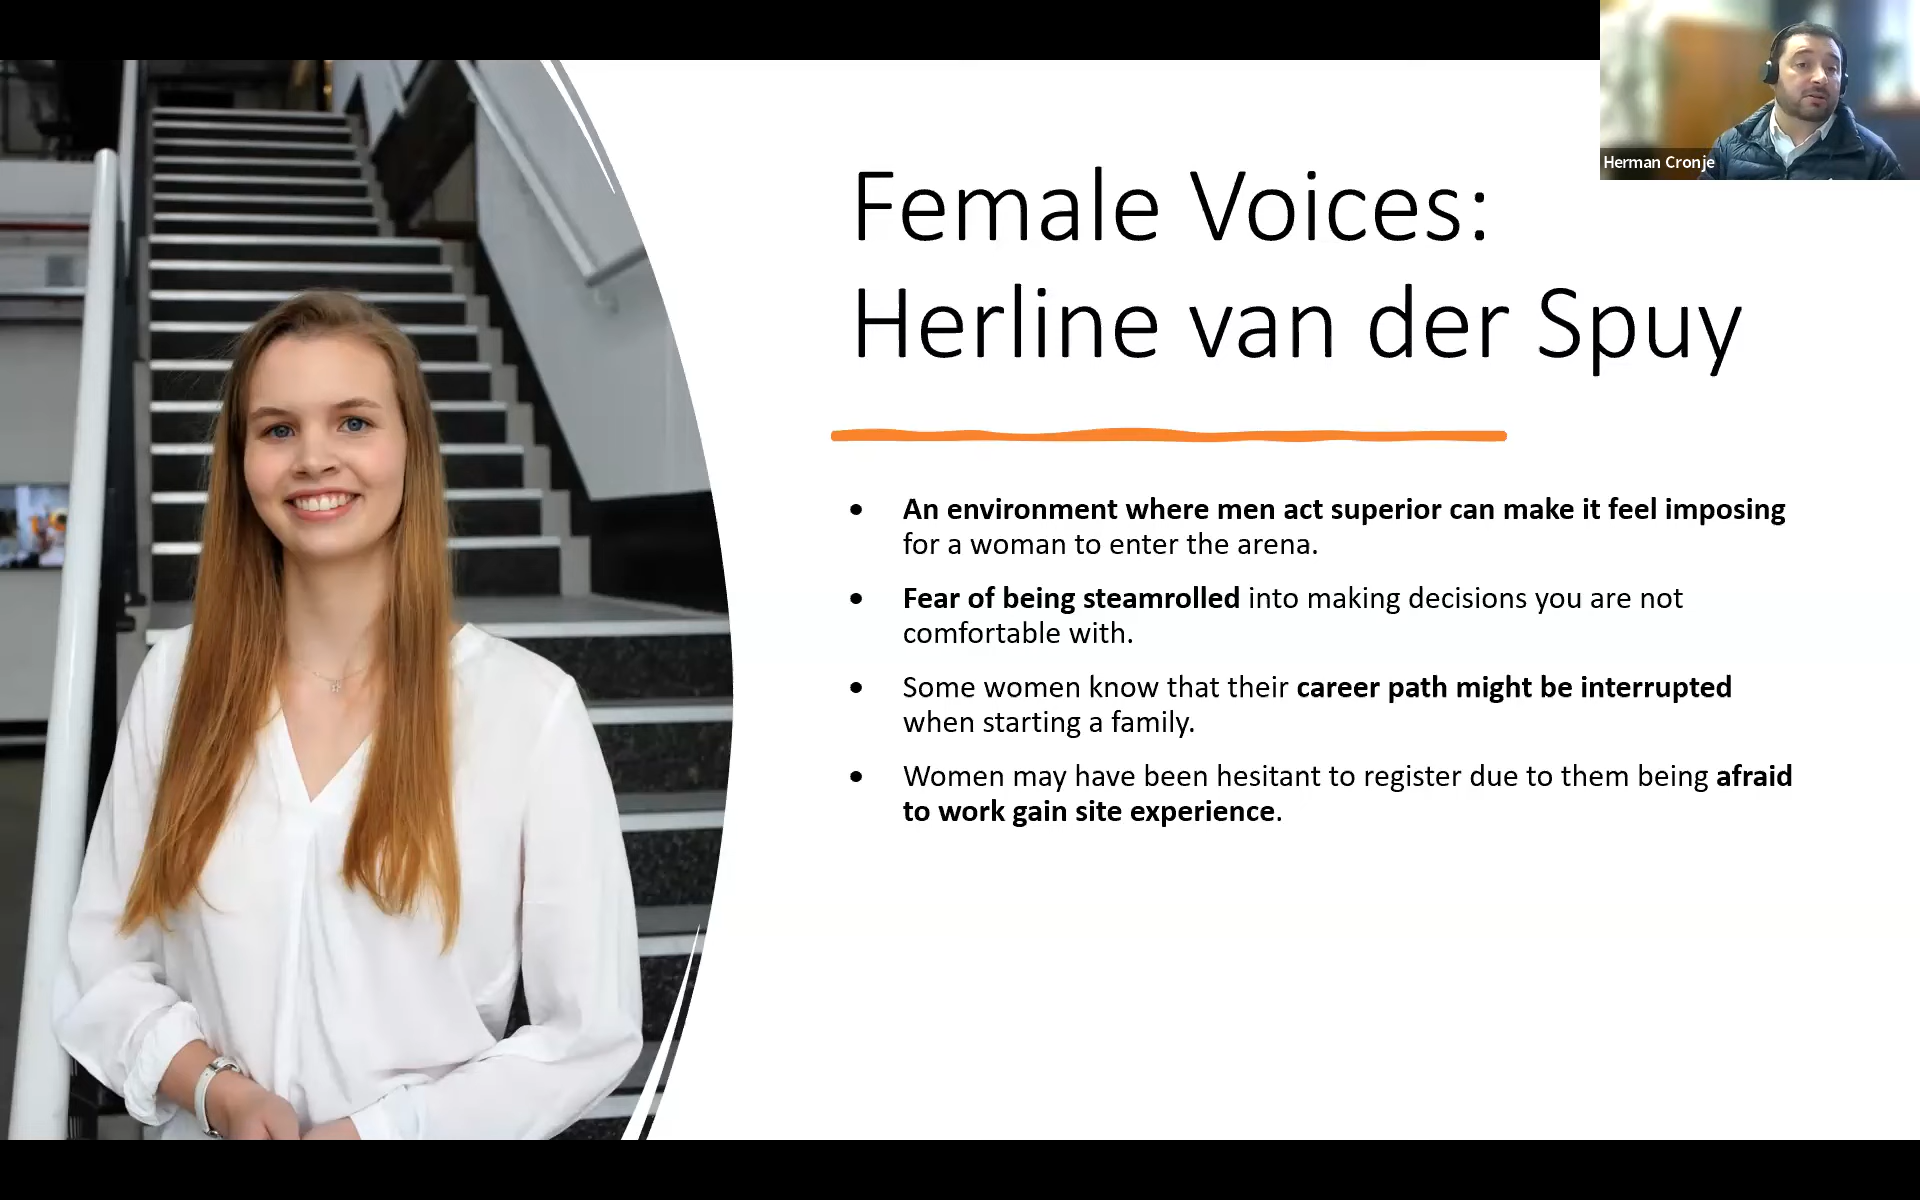 Herman Cronje
Female Voices:
Herline van der Spuy
• An environment where men act superior can make it feel imposing
for a woman to enter the arena.
• Fear of being steamrolled into making decisions you are not
comfortable with.
• Some women know that their career path might be interrupted
when starting a family.
• Women may have been hesitant to register due to them being afraid
to work gain site experience.